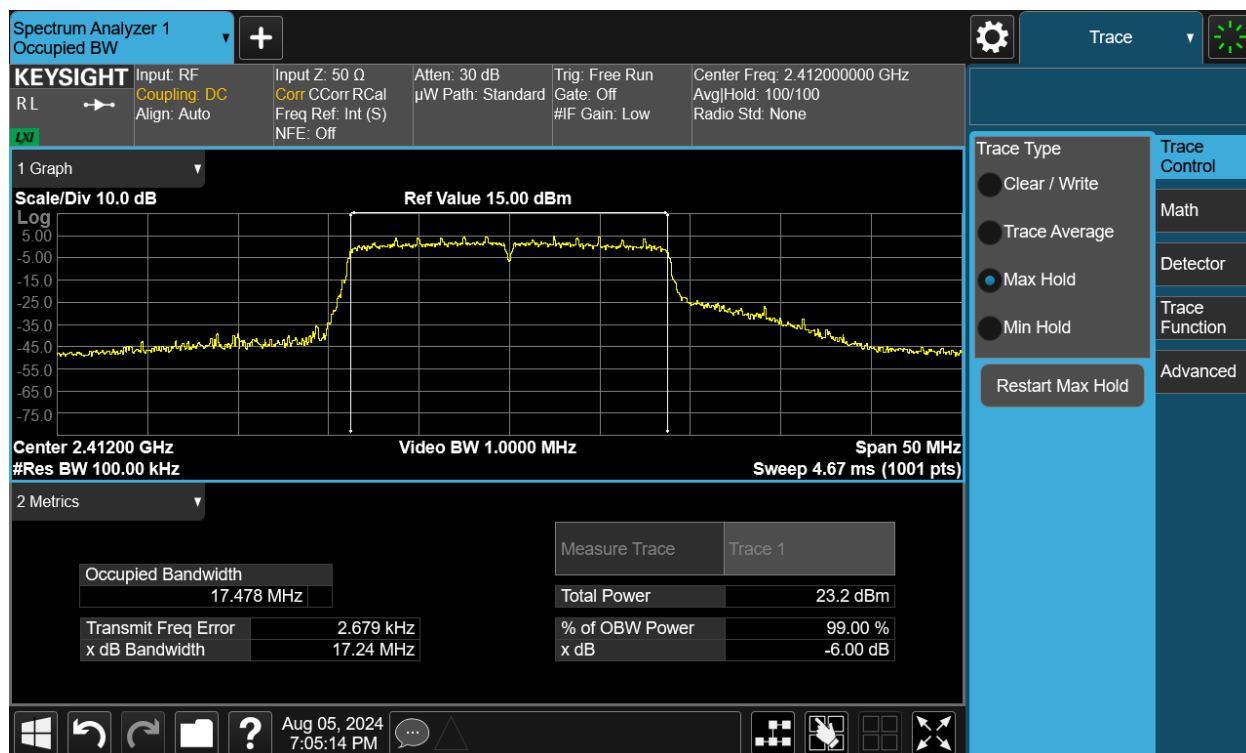 Spectrum Analyzer 1
Occupied BW
Trace
KEYSIGHT
R L
LXI
Input: RF
Coupling: DC
Align: Auto
Input Z: 50 Ω
Corr CCorr RCal
Freq Ref: Int (S)
NFE: Off
Atten: 30 dB
µW Path: Standard
Trig: Free Run
Gate: Off
#IF Gain: Low
Center Freq: 2.412000000 GHz
Avg|Hold: 100/100
Radio Std: None
1 Graph
Scale/Div 10.0 dB
Ref Value 15.00 dBm
Log
5.00
-5.00
-15.0
-25.0
-35.0
-45.0
-55.0
-65.0
-75.0
Center 2.41200 GHz
Video BW 1.0000 MHz
Span 50 MHz
#Res BW 100.00 kHz
Sweep 4.67 ms (1001 pts)
2 Metrics
Measure Trace
Trace 1
Occupied Bandwidth
17.478 MHz
Total Power
23.2 dBm
Transmit Freq Error
2.679 kHz
% of OBW Power
99.00 %
x dB Bandwidth
17.24 MHz
x dB
-6.00 dB
Trace Type
Clear / Write
Trace Average
Max Hold
Min Hold
Restart Max Hold
Trace
Control
Math
Detector
Trace
Function
Advanced
?
Aug 05, 2024
7:05:14 PM